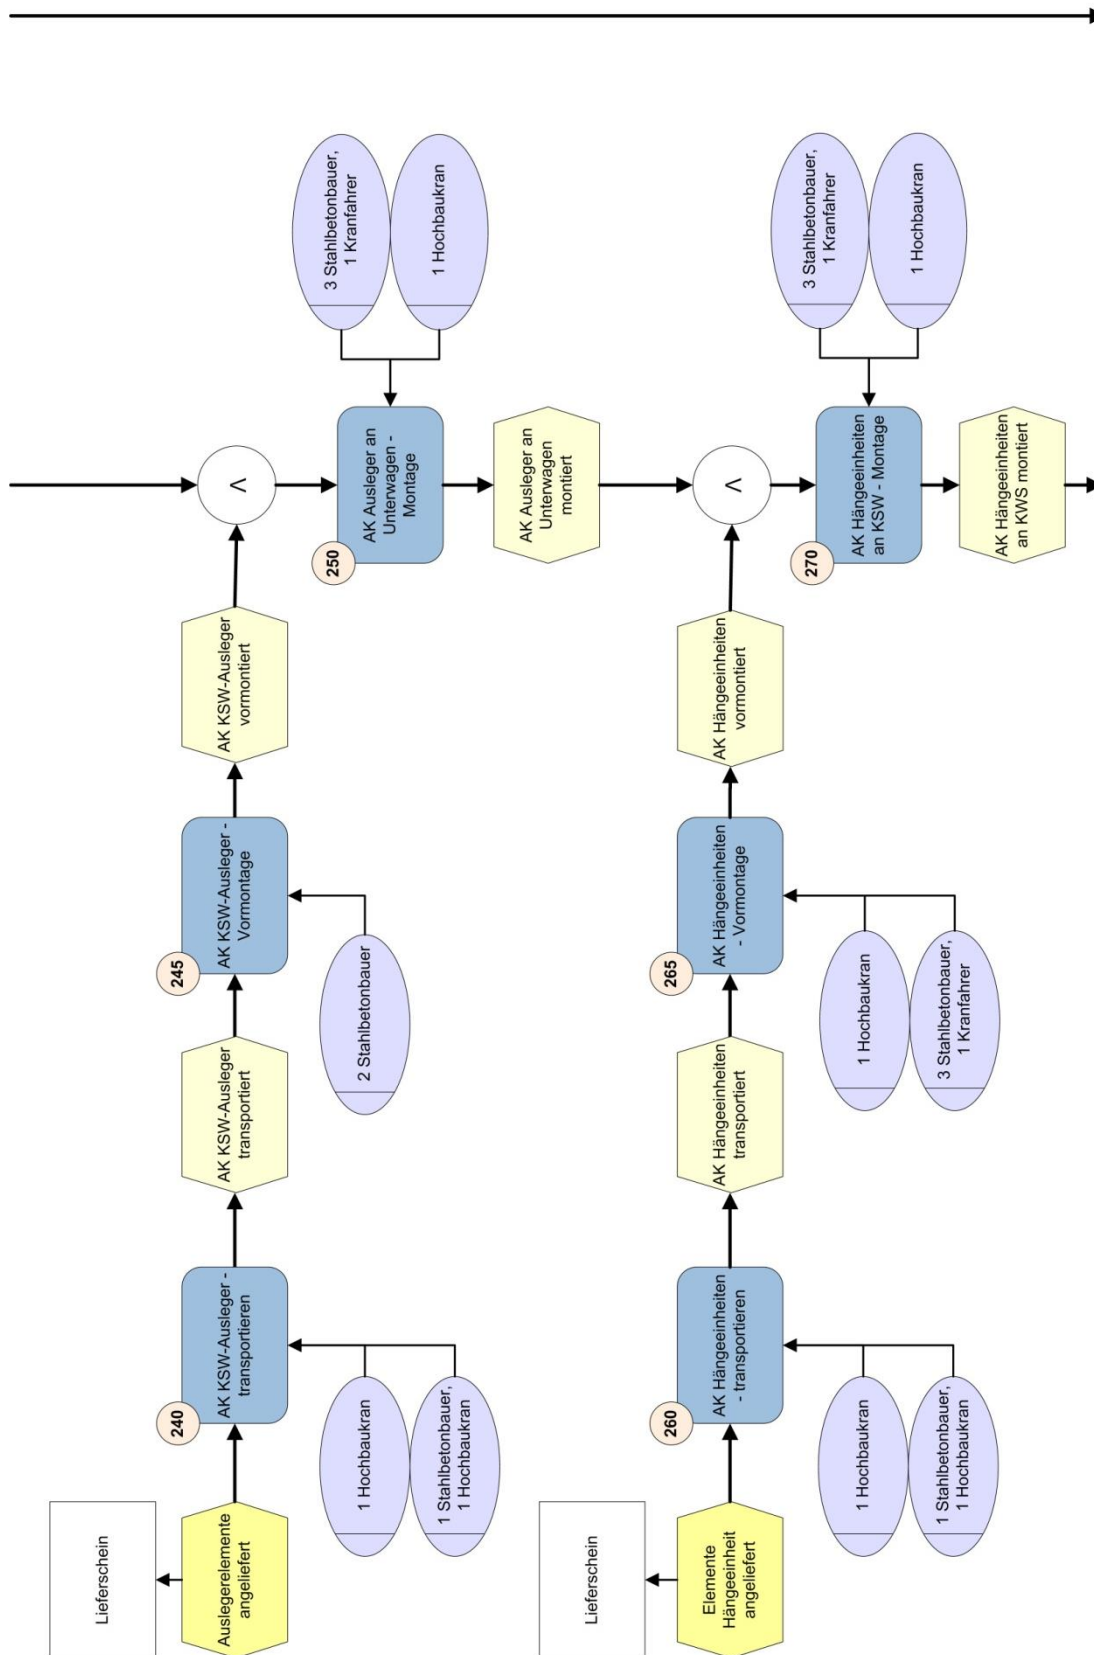 Lieferschein
Auslegerelemente
angeliefert
240
AK KSW-Ausleger -
transportieren
1 Hochbaukran
1 Stahlbetonbauer,
1 Hochbaukran
AK KSW-Ausleger
transportiert
245
AK KSW-Ausleger -
Vormontage
2 Stahlbetonbauer
AK KSW-Ausleger
vormontiert
V
250
AK Ausleger an
Unterwagen -
Montage
3 Stahlbetonbauer,
1 Kranfahrer
1 Hochbaukran
AK Ausleger an
Unterwagen
montiert
Lieferschein
Elemente
Hängeeinheit
angeliefert
260
AK Hängeeinheiten
- transportieren
1 Hochbaukran
1 Stahlbetonbauer,
1 Hochbaukran
AK Hängeeinheiten
transportiert
265
AK Hängeeinheiten
- Vormontage
1 Hochbaukran
3 Stahlbetonbauer,
1 Kranfahrer
AK Hängeeinheiten
vormontiert
V
270
AK Hängeeinheiten
an KSW - Montage
3 Stahlbetonbauer,
1 Kranfahrer
1 Hochbaukran
AK Hängeeinheiten
an KWS montiert